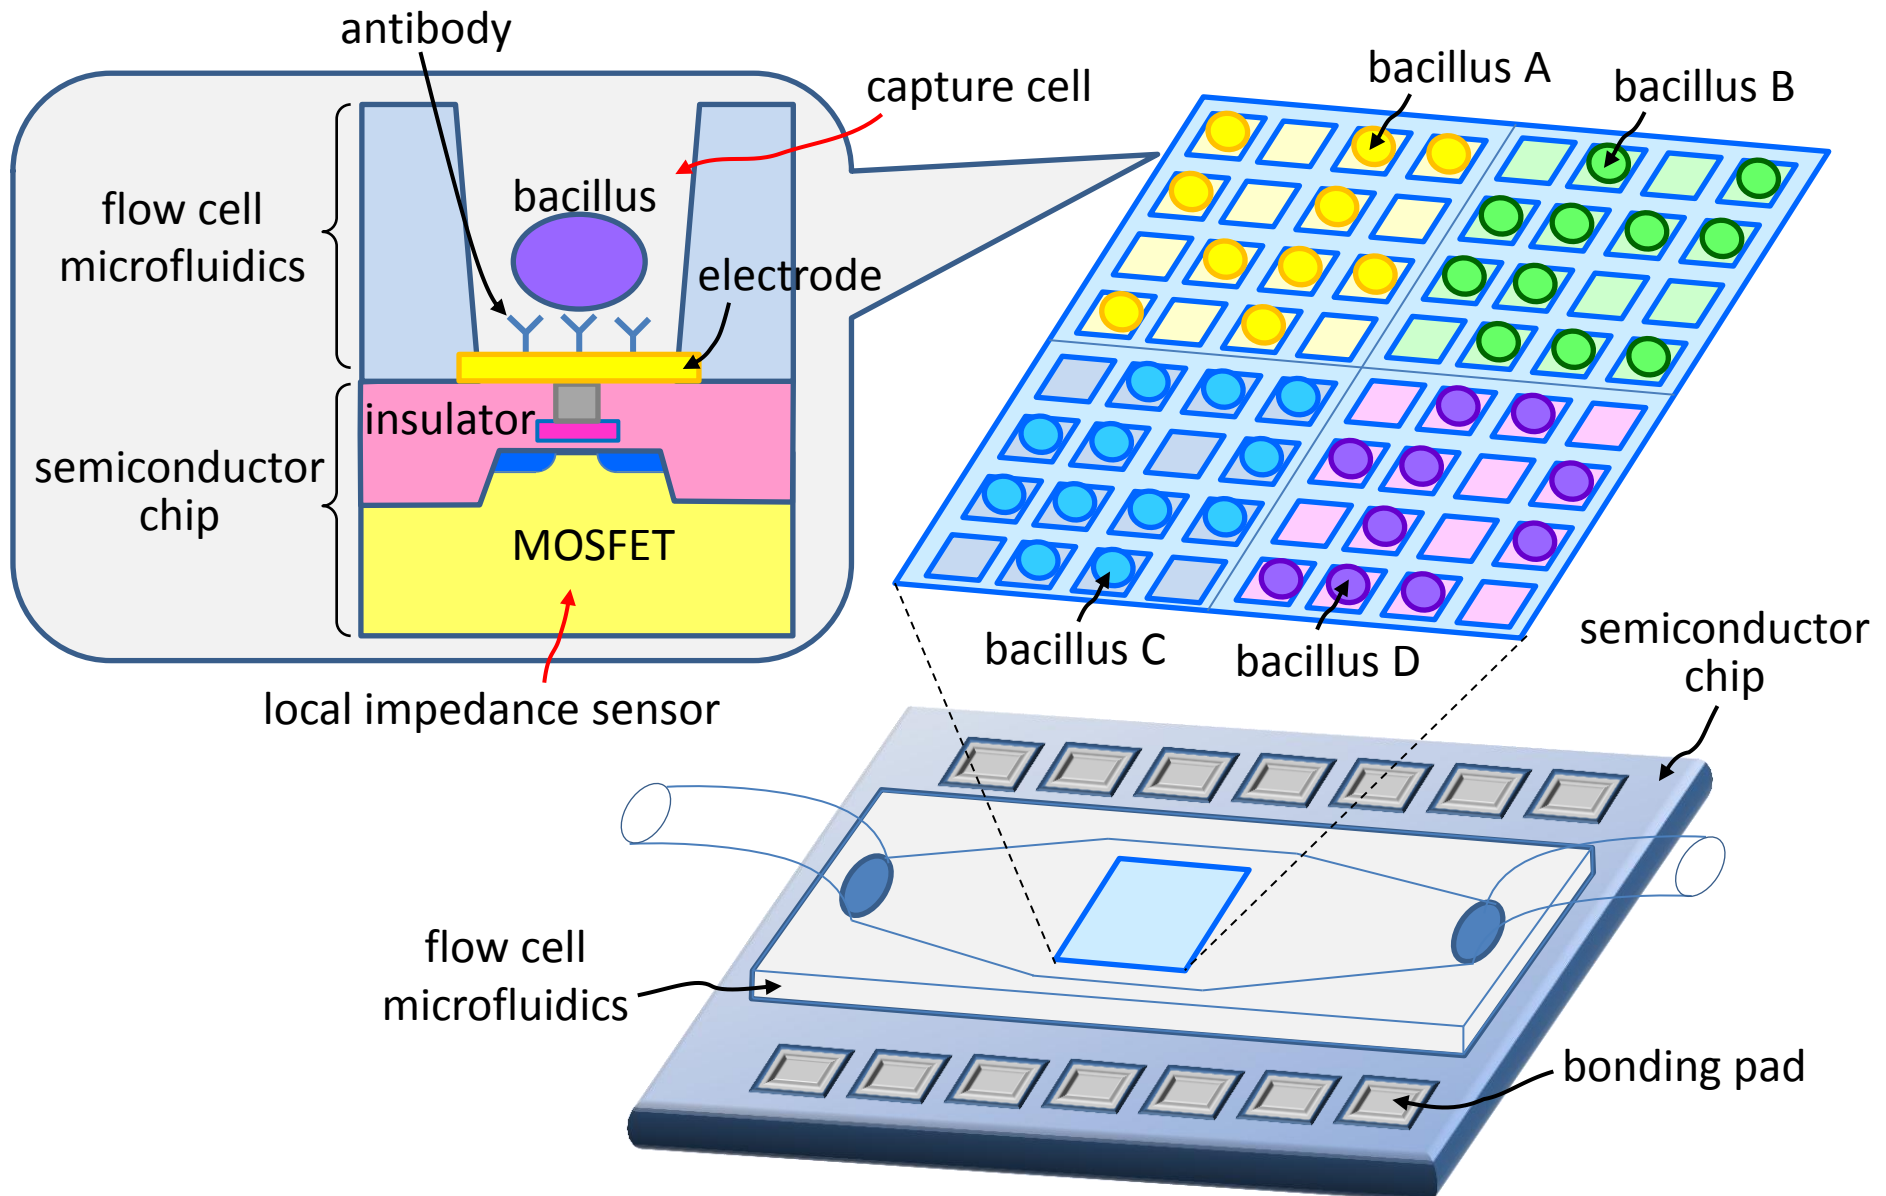 antibody
capture cell
bacillus A
bacillus B
bacillus
flow cell
microfluidics
electrode
insulator
semiconductor
chip
MOSFET
local impedance sensor
bacillus C
bacillus D
semiconductor
chip
flow cell
microfluidics
bonding pad